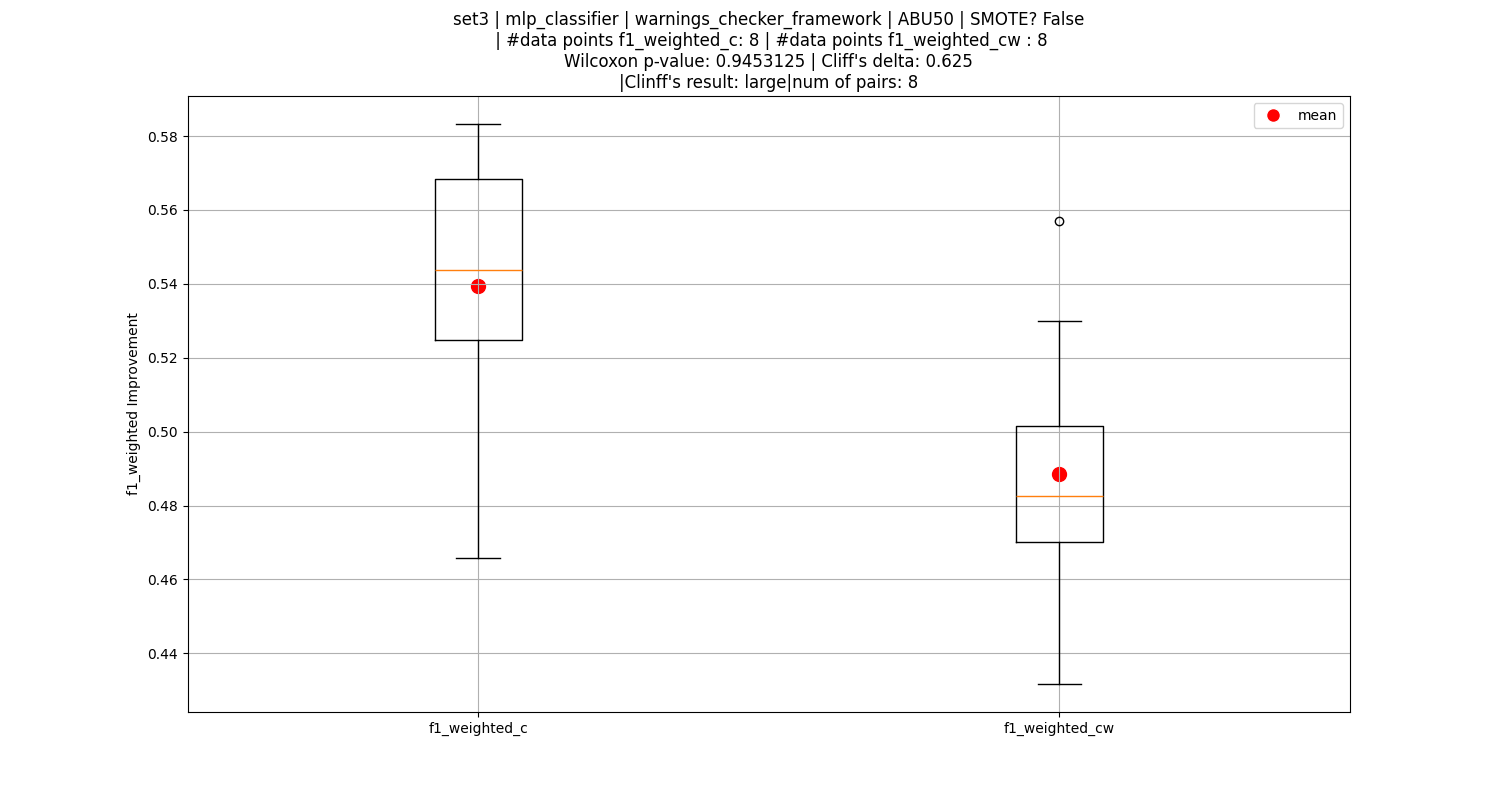 set3 | mlp_classifier | warnings_checker_framework | ABU50 | SMOTE? False
| #data points f1_weighted_c: 8 | #data points f1_weighted_cw : 8
Wilcoxon p-value: 0.9453125 | Cliff's delta: 0.625
|Clinff's result: large|num of pairs: 8
mean
0.58
0.56
0.54
0.52
0.50
0.48
0.46
0.44
f1_weighted Improvement
f1_weighted_c
f1_weighted_cw